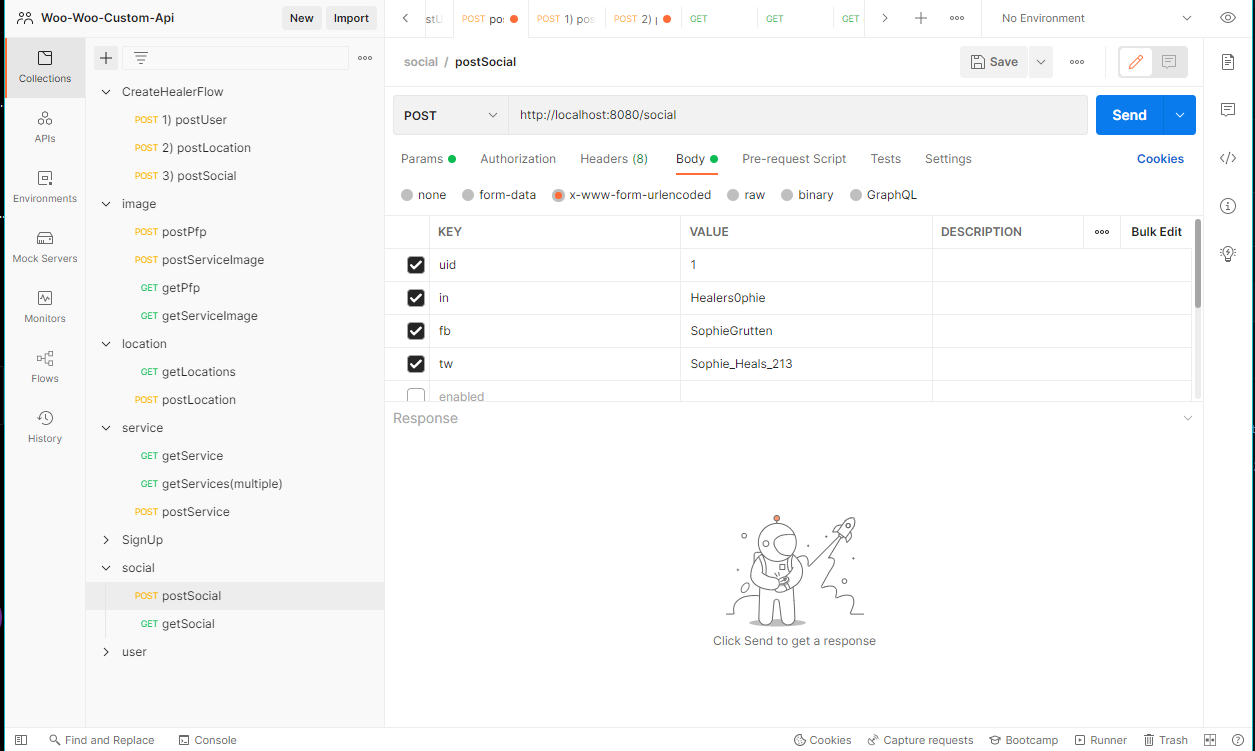 Woo-Woo-Custom-Api
New
Import
POST
POST 1)
POST 2)
GET
GET
GET
No Environment
Collections
APIs
Environments
Mock Servers
Monitors
Flows
History
CreateHealerFlow
POST 1) postUser
POST 2) postLocation
POST 3) postSocial
image
POST postPfp
POST postServiceImage
GET getPfp
GET getServiceImage
location
GET getLocations
POST postLocation
service
GET getService
GET getServices(multiple)
POST postService
SignUp
social
POST postSocial
GET getSocial
user
social / postSocial
Save
POST
http://localhost:8080/social
Send
Params Authorization Headers (8) Body Pre-request Script Tests Settings Cookies
none form-data x-www-form-urlencoded raw binary GraphQL
KEY VALUE DESCRIPTION Bulk Edit
uid 1
in Healers0phie
fb SophieGrutten
tw Sophie_Heals_213
enabled
Response
Click Send to get a response
Find and Replace Console Cookies Capture requests Bootcamp Runner Trash